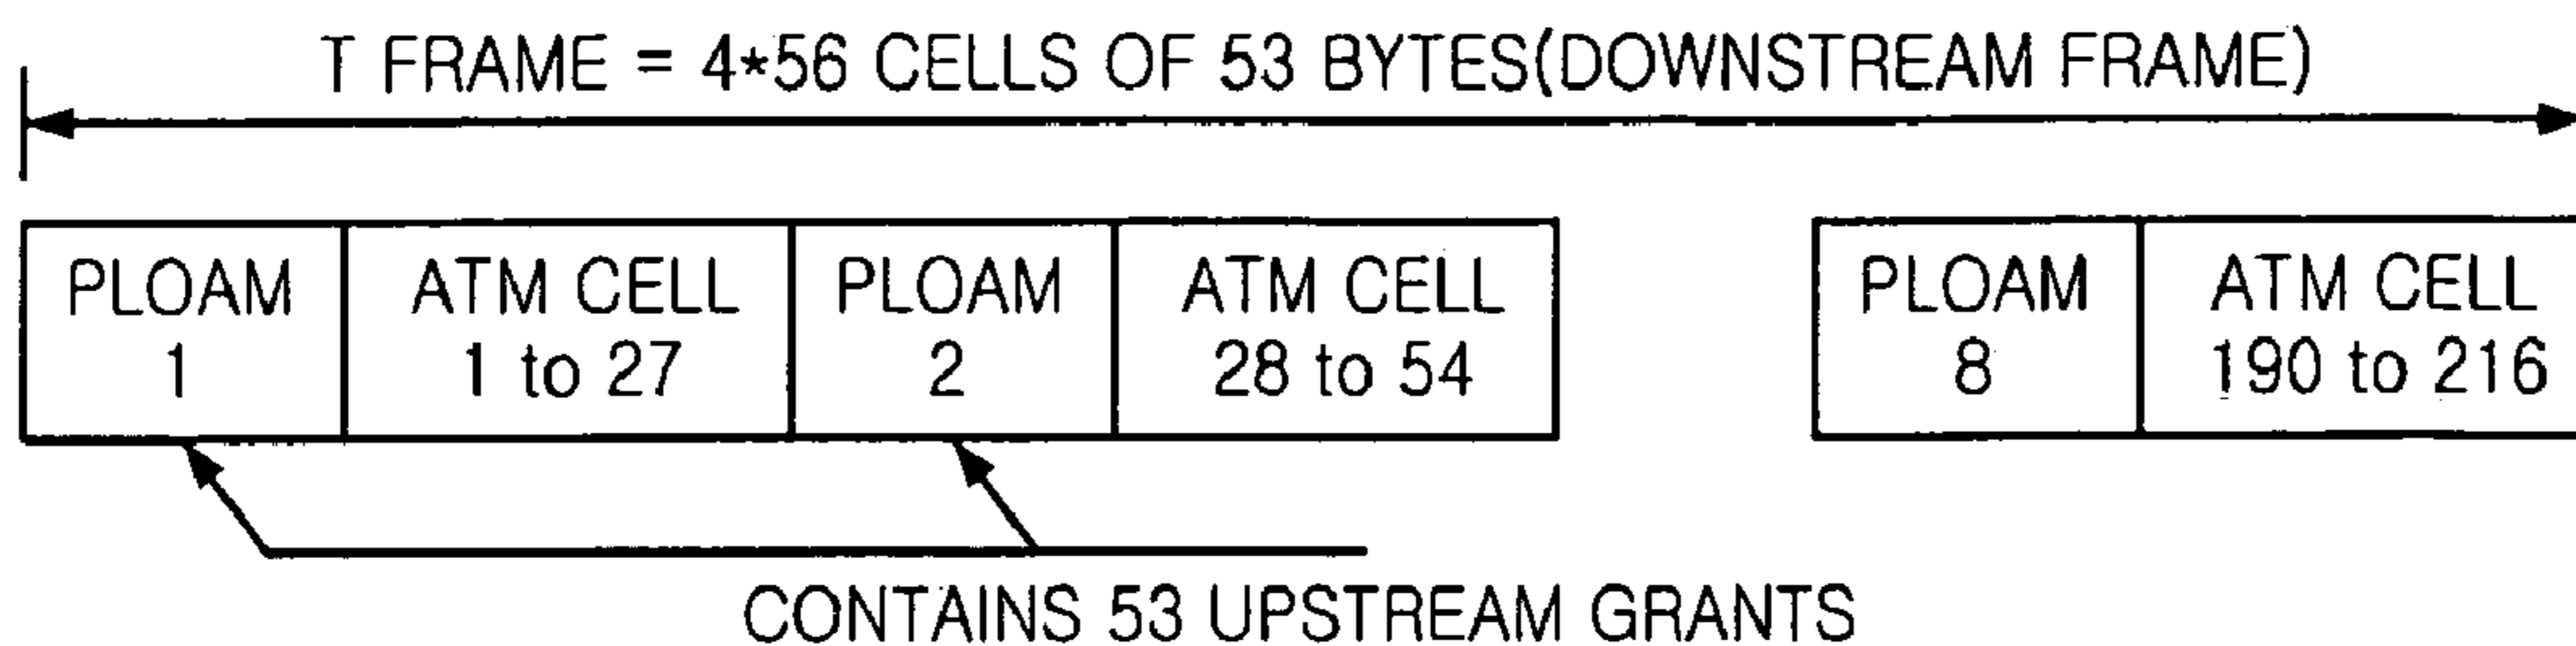 T FRAME = 4*56 CELLS OF 53 BYTES(DOWNSTREAM FRAME)
PLOAM
1
ATM CELL
1 to 27
PLOAM
2
ATM CELL
28 to 54
PLOAM
8
ATM CELL
190 to 216
CONTAINS 53 UPSTREAM GRANTS